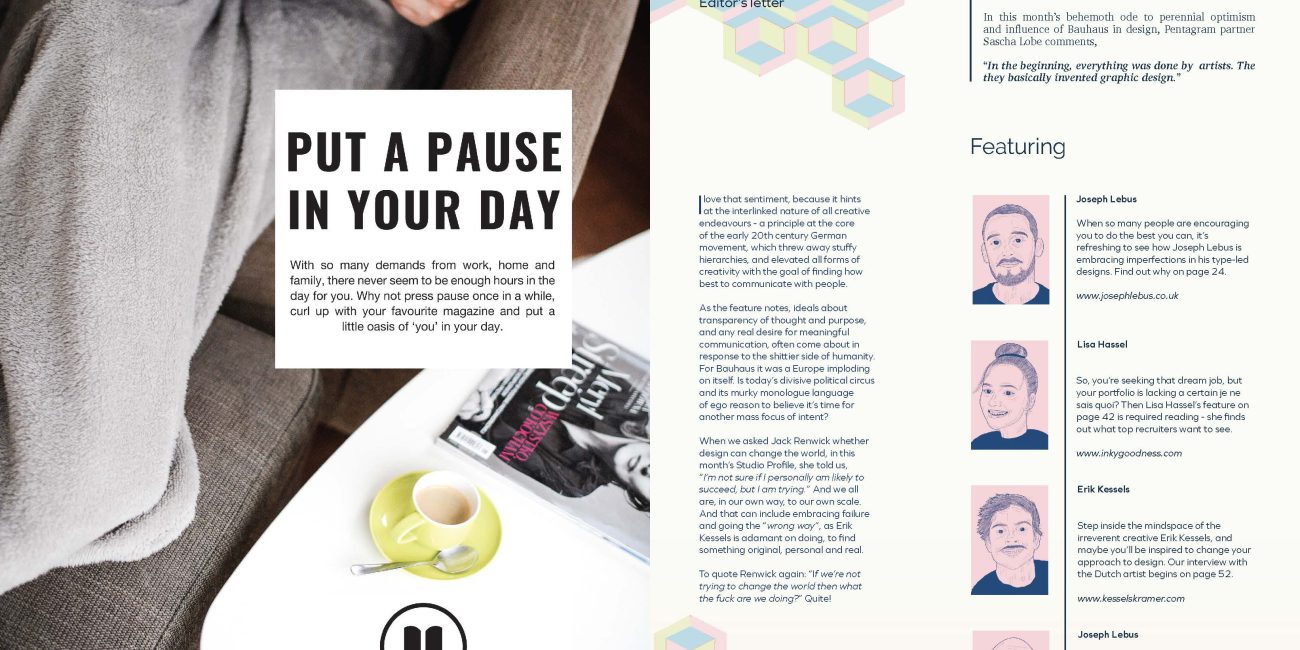 PUT A PAUSE
IN YOUR DAY
With so many demands from work, home and
family, there never seem to be enough hours in the
day for you. Why not press pause once in a while,
curl up with your favourite magazine and put a
little oasis of ‘you’ in your day.
Meryl
Streep
Editor's letter
In this month’s behemoth ode to perennial optimism
and influence of Bauhaus in design, Pentagram partner
Sascha Lobe comments,
“In the beginning, everything was done by artists. The
they basically invented graphic design.”
I love that sentiment, because it hints
at the interlinked nature of all creative
endeavours - a principle at the core
of the early 20th century German
movement, which threw away stuffy
hierarchies, and elevated all forms of
creativity with the goal of finding how
best to communicate with people.
As the feature notes, ideals about
transparency of thought and purpose,
and any real desire for meaningful
communication, often come about in
response to the shittier side of humanity.
For Bauhaus it was a Europe imploding
on itself. Is today’s divisive political circus
and its murky monologue language
of ego reason to believe it’s time for
another mass focus of intent?
When we asked Jack Renwick whether
design can change the world, in this
month’s Studio Profile, she told us,
“I’m not sure if I personally am likely to
succeed, but I am trying.” And we all
are, in our own way, to our own scale.
And that can include embracing failure
and going the “wrong way”, as Erik
Kessels is adamant on doing, to find
something original, personal and real.
To quote Renwick again: “If we’re not
trying to change the world then what
the fuck are we doing?” Quite!
Featuring
Joseph Lebus
When so many people are encouraging
you to do the best you can, it’s
refreshing to see how Joseph Lebus is
embracing imperfections in his type-led
designs. Find out why on page 24.
www.josephlebus.co.uk
Lisa Hassel
So, you’re seeking that dream job, but
your portfolio is lacking a certain je ne
sais quoi? Then Lisa Hassel’s feature on
page 42 is required reading - she finds
out what top recruiters want to see.
www.inkygoodness.com
Erik Kessels
Step inside the mindspace of the
irreverent creative Erik Kessels, and
maybe you’ll be inspired to change your
approach to design. Our interview with
the Dutch artist begins on page 52.
www.kesselskramer.com
Joseph Lebus